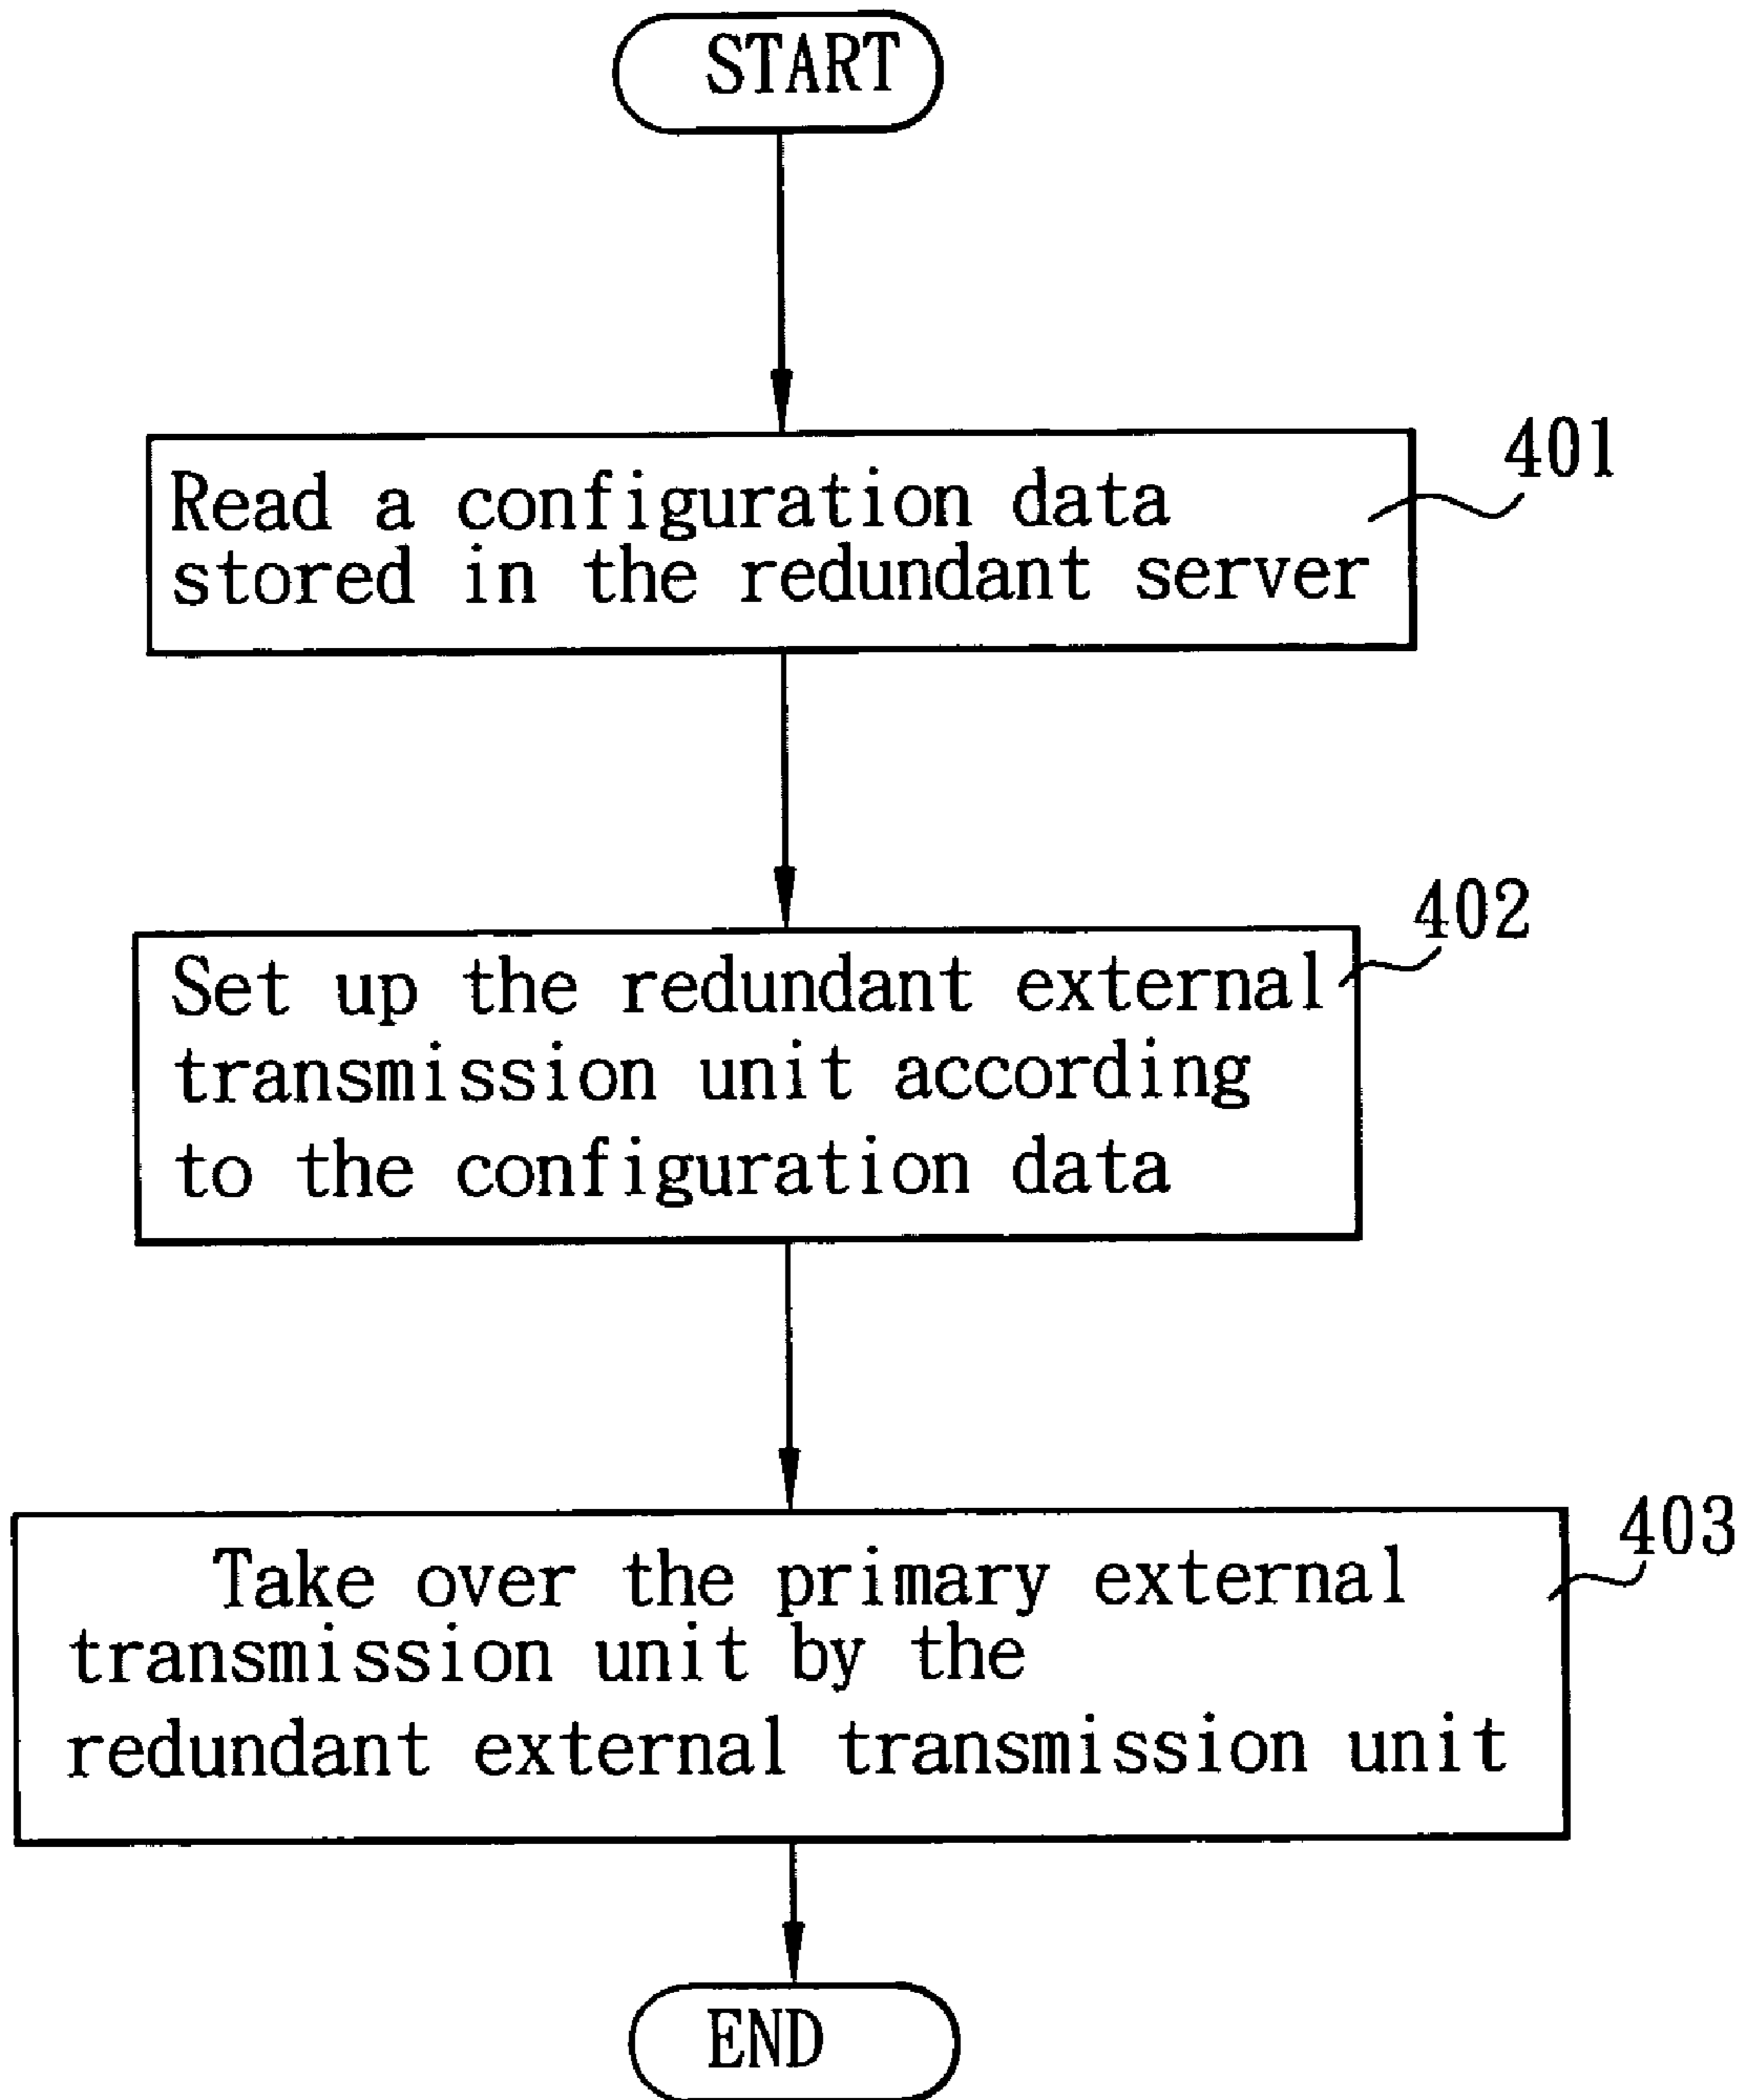 START
401
Read a configuration data
stored in the redundant server
402
Set up the redundant external
transmission unit according
to the configuration data
403
Take over the primary external
transmission unit by the
redundant external transmission unit
END